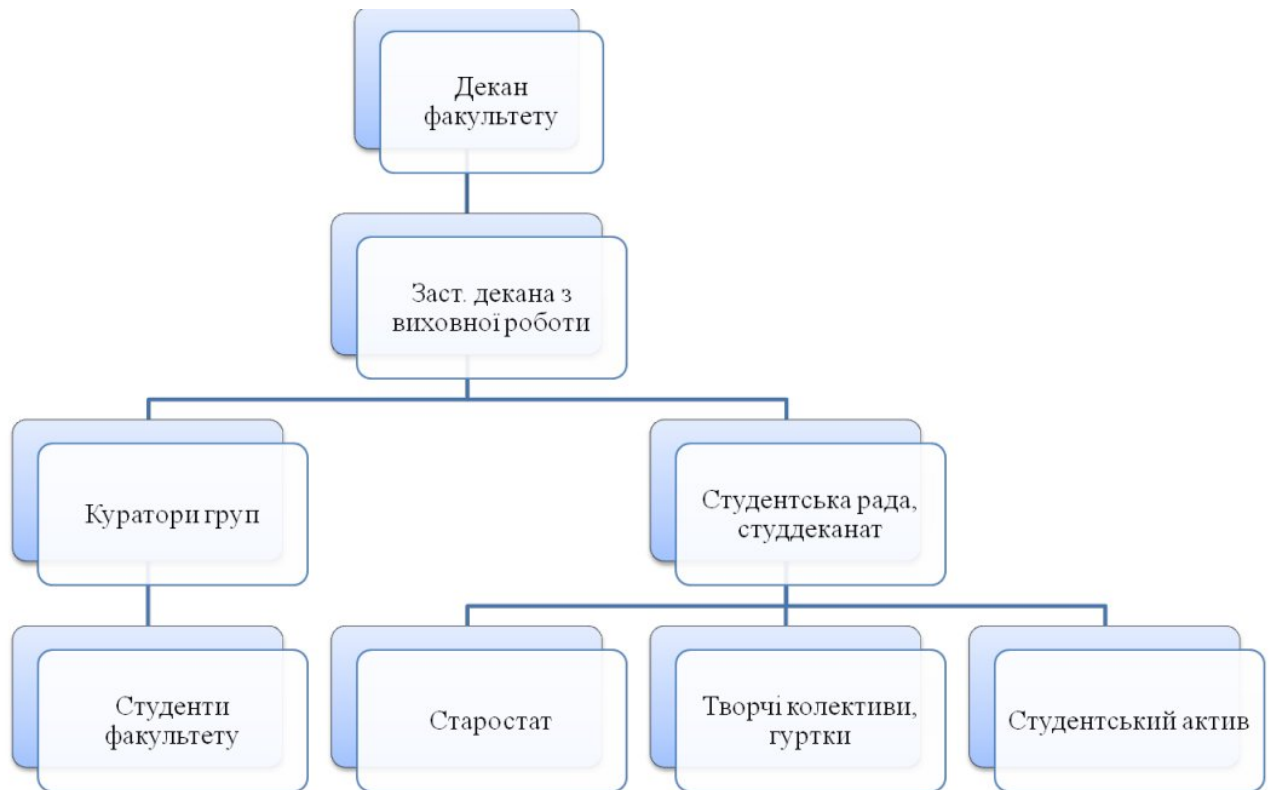 Декан
факультету
Заст. декана з
виховної роботи
Куратори груп
Студентська рада,
студдеканат
Студенти
факультету
Старостат
Творчі колективи,
гуртки
Студентський актив